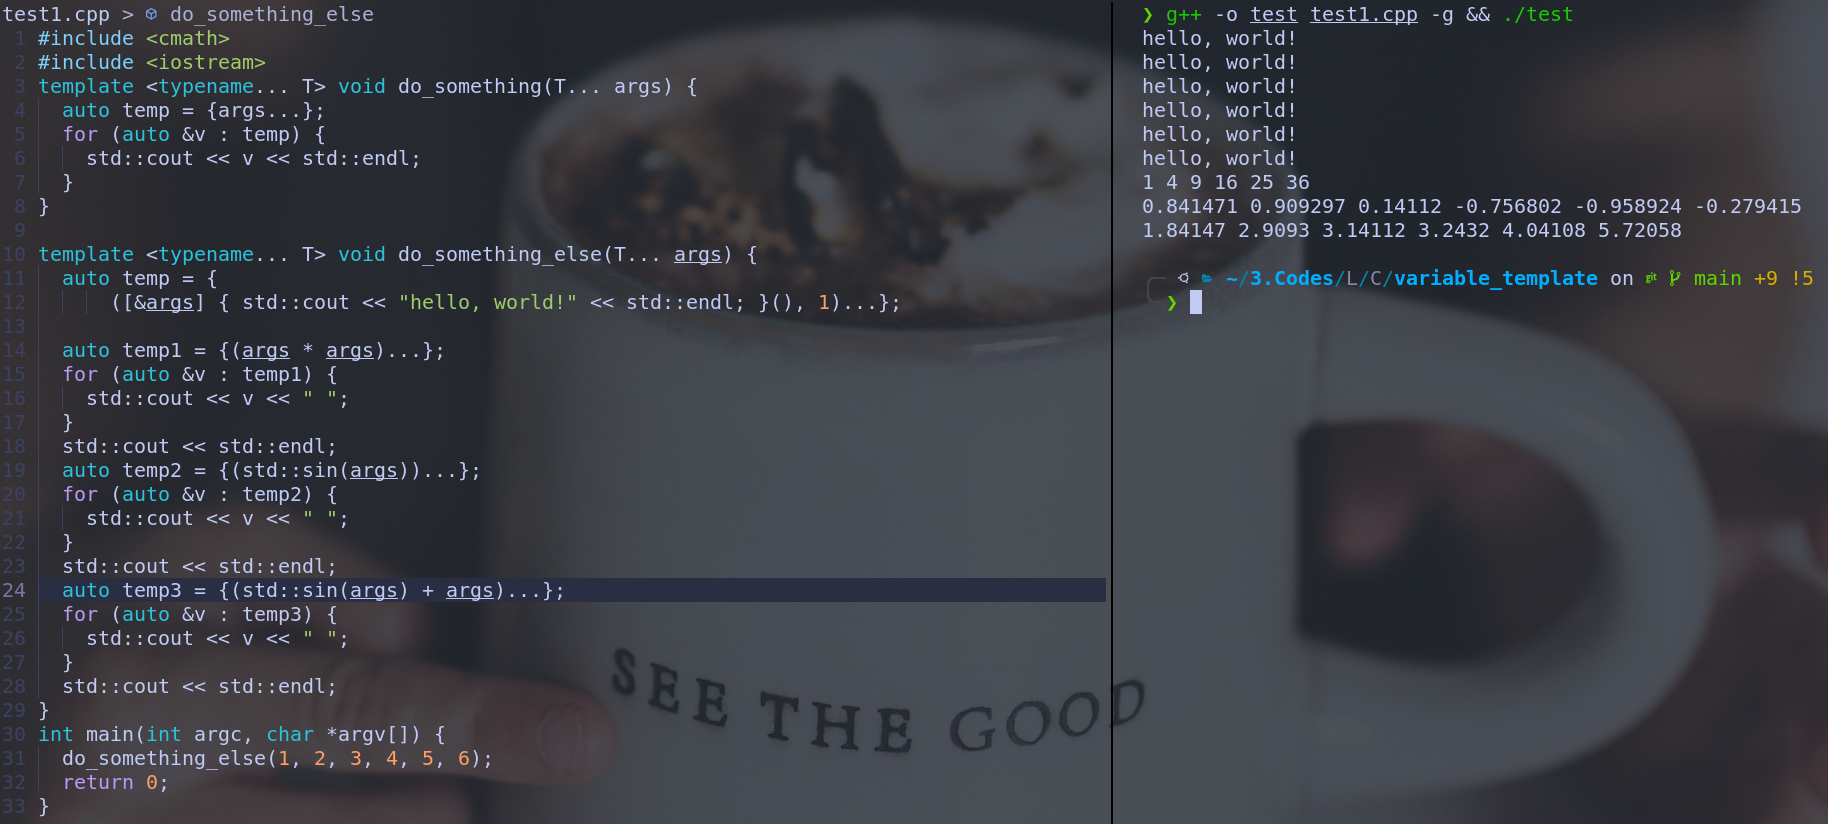 test1.cpp > do_something_else
1 #include <cmath>
2 #include <iostream>
3 template <typename... T> void do_something(T... args) {
4   auto temp = {args...};
5   for (auto &v : temp) {
6     std::cout << v << std::endl;
7   }
8 }
9
10 template <typename... T> void do_something_else(T... args) {
11   auto temp = {
12       ([&args] { std::cout << "hello, world!" << std::endl; }(), 1)...};
13
14   auto temp1 = {(args * args)...};
15   for (auto &v : temp1) {
16     std::cout << v << " ";
17   }
18   std::cout << std::endl;
19   auto temp2 = {(std::sin(args))...};
20   for (auto &v : temp2) {
21     std::cout << v << " ";
22   }
23   std::cout << std::endl;
24   auto temp3 = {(std::sin(args) + args)...};
25   for (auto &v : temp3) {
26     std::cout << v << " ";
27   }
28   std::cout << std::endl;
29 }
30 int main(int argc, char *argv[]) {
31   do_something_else(1, 2, 3, 4, 5, 6);
32   return 0;
33 }
SEE THE GOOD
❯ g++ -o test test1.cpp -g && ./test
hello, world!
hello, world!
hello, world!
hello, world!
hello, world!
hello, world!
1 4 9 16 25 36
0.841471 0.909297 0.14112 -0.756802 -0.958924 -0.279415
1.84147 2.9093 3.14112 3.2432 4.04108 5.72058
~/3.Codes/L/C/variable_template on git main +9 !5
❯